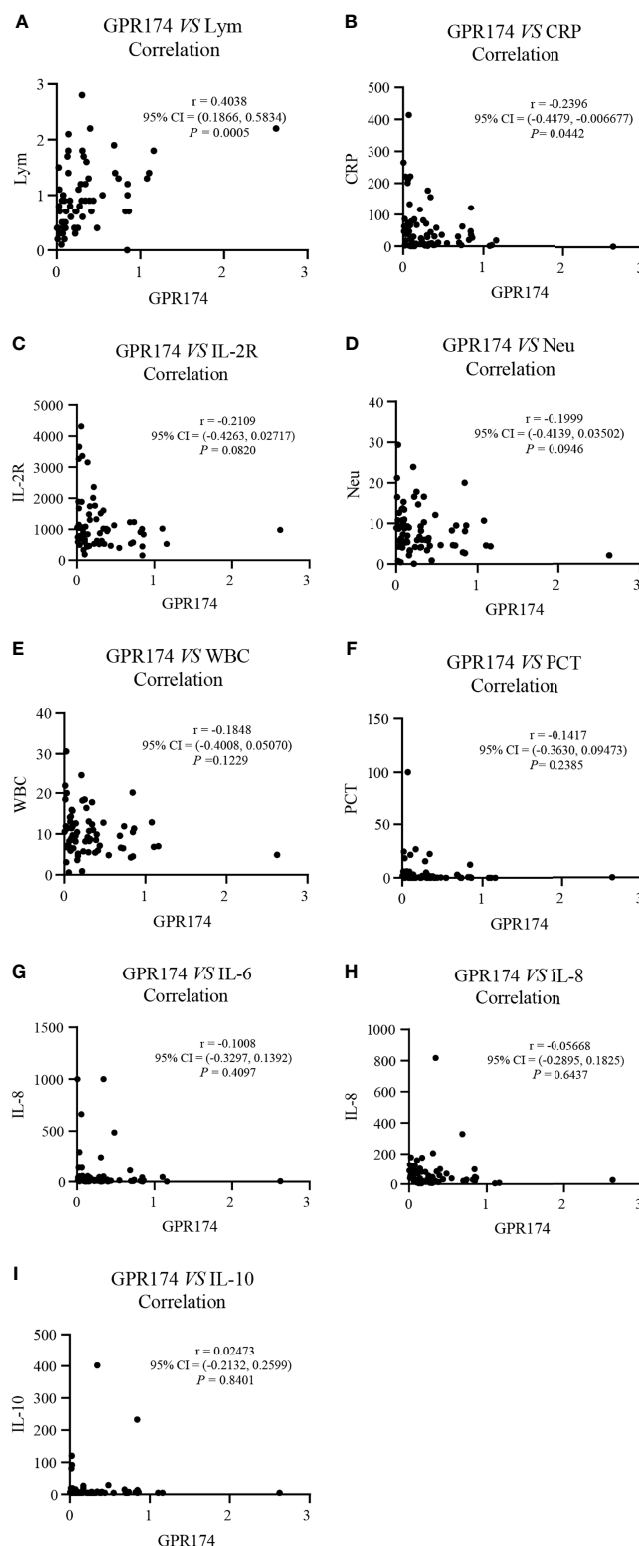 A
GPR174 VS Lym
Correlation
r = 0.4038
95% CI = (0.1866, 0.5834)
P = 0.0005
3
2
1
0
Lym
0 1 2 3
GPR174
B
GPR174 VS CRP
Correlation
r = -0.2396
95% CI = (-0.4479, -0.006677)
P = 0.0442
500
400
300
200
100
0
CRP
0 1 2 3
GPR174
C
GPR174 VS IL-2R
Correlation
r = -0.2109
95% CI = (-0.4263, 0.02717)
P = 0.0820
5000
4000
3000
2000
1000
0
IL-2R
0 1 2 3
GPR174
D
GPR174 VS Neu
Correlation
r = -0.1999
95% CI = (-0.4139, 0.03502)
P = 0.0946
40
30
20
10
0
Neu
0 1 2 3
GPR174
E
GPR174 VS WBC
Correlation
r = -0.1848
95% CI = (-0.4008, 0.05070)
P =0.1229
40
30
20
10
0
WBC
0 1 2 3
GPR174
F
GPR174 VS PCT
Correlation
r = -0.1417
95% CI = (-0.3630, 0.09473)
P = 0.2385
150
100
50
0
PCT
0 1 2 3
GPR174
G
GPR174 VS IL-6
Correlation
r = -0.1008
95% CI = (-0.3297, 0.1392)
P = 0.4097
1500
1000
500
0
IL-8
0 1 2 3
GPR174
H
GPR174 VS IL-8
Correlation
r = -0.05668
95% CI = (-0.2895, 0.1825)
P = 0.6437
1000
800
600
400
200
0
IL-8
0 1 2 3
GPR174
I
GPR174 VS IL-10
Correlation
r = 0.02473
95% CI = (-0.2132, 0.2599)
P = 0.8401
500
400
300
200
100
0
IL-10
0 1 2 3
GPR174